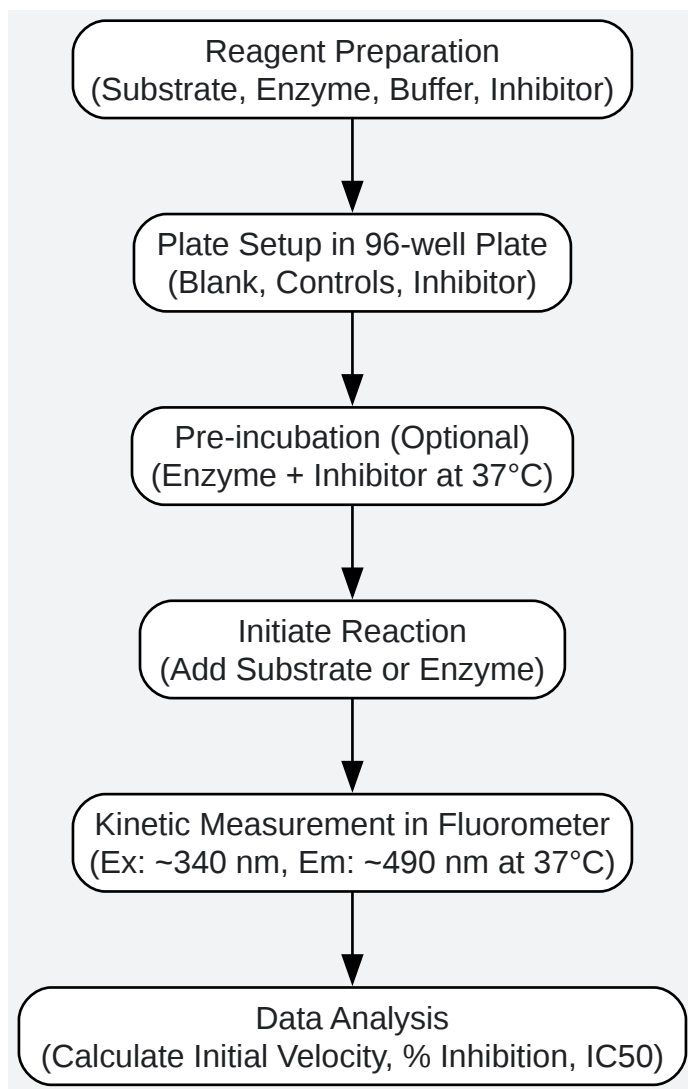 Reagent Preparation
(Substrate, Enzyme, Buffer, Inhibitor)
Plate Setup in 96-well Plate
(Blank, Controls, Inhibitor)
Pre-incubation (Optional)
(Enzyme + Inhibitor at 37°C)
Initiate Reaction
(Add Substrate or Enzyme)
Kinetic Measurement in Fluorometer
(Ex: ~340 nm, Em: ~490 nm at 37°C)
Data Analysis
(Calculate Initial Velocity, % Inhibition, IC50)